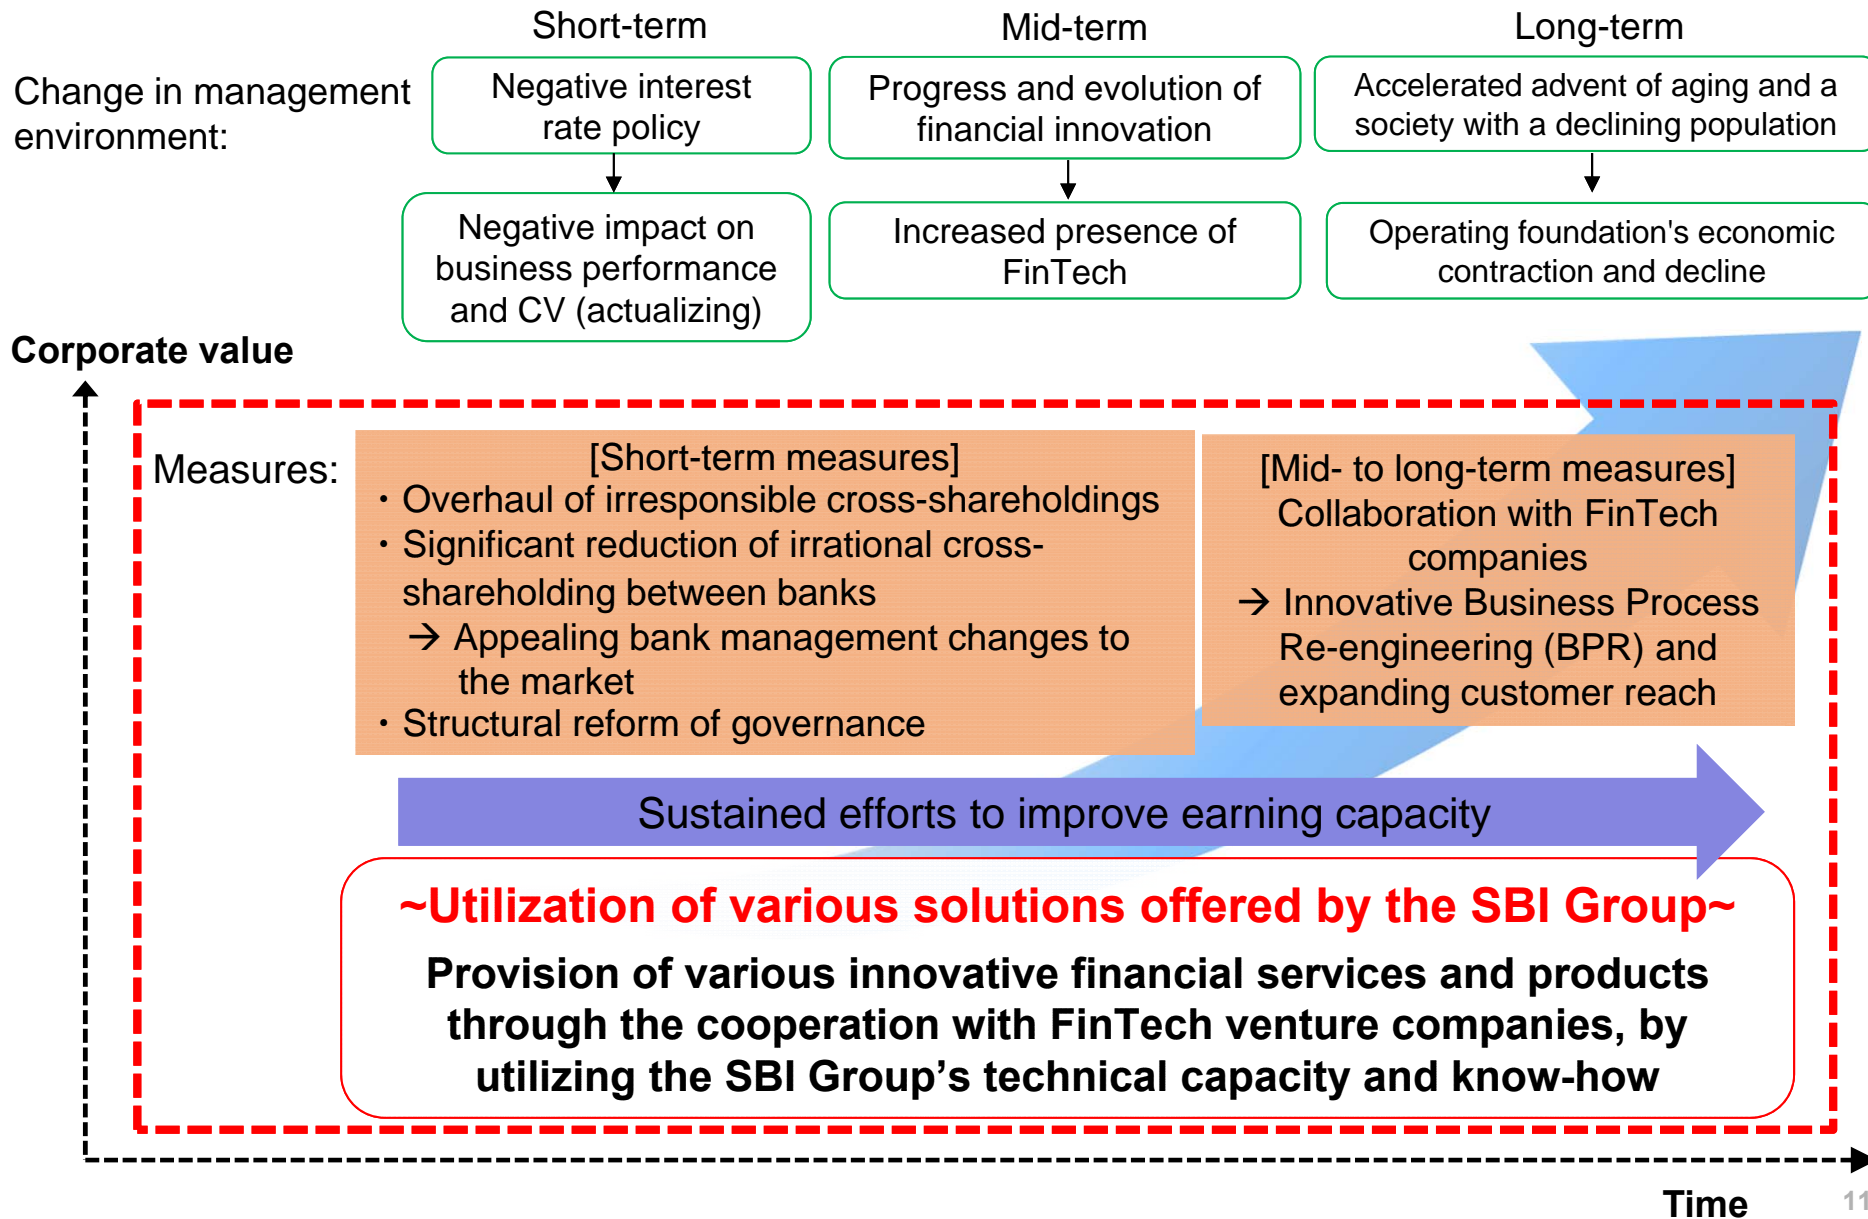 Short-term
Mid-term
Long-term
Change in management
environment:
Negative interest
rate policy
Progress and evolution of
financial innovation
Accelerated advent of aging and a
society with a declining population
Negative impact on
business performance
and CV (actualizing)
Increased presence of
FinTech
Operating foundation's economic
contraction and decline
Corporate value
Measures:
[Short-term measures]
・Overhaul of irresponsible cross-shareholdings
・Significant reduction of irrational cross-
shareholding between banks
→ Appealing bank management changes to
the market
・Structural reform of governance
[Mid- to long-term measures]
Collaboration with FinTech
companies
→ Innovative Business Process
Re-engineering (BPR) and
expanding customer reach
Sustained efforts to improve earning capacity
~Utilization of various solutions offered by the SBI Group~
Provision of various innovative financial services and products
through the cooperation with FinTech venture companies, by
utilizing the SBI Group’s technical capacity and know-how
Time
11